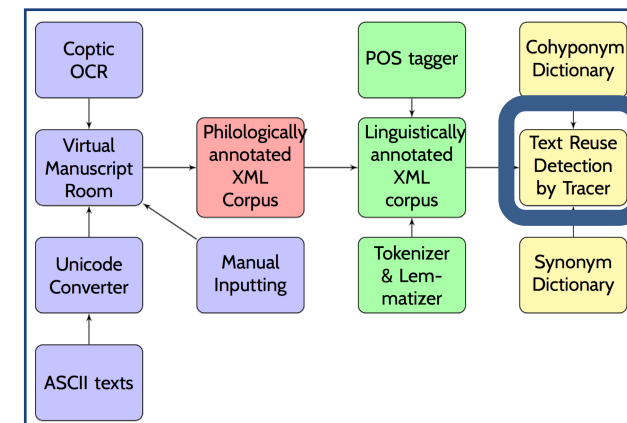 Coptic
OCR
POS tagger
Cohyponym
Dictionary
Virtual
Manuscript
Room
Philologically
annotated
XML
Corpus
Linguistically
annotated
XML
corpus
Text Reuse
Detection
by Tracer
Unicode
Converter
Manual
Inputting
Tokenizer
& Lem-
matizer
Synonym
Dictionary
ASCII texts